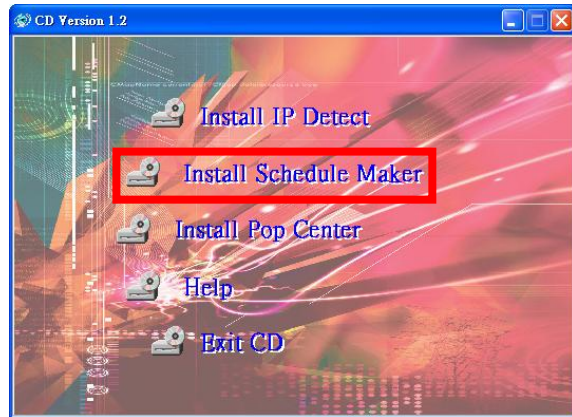 CD Version 1.2
Install IP Detect
Install Schedule Maker
Install Pop Center
Help
Exit CD